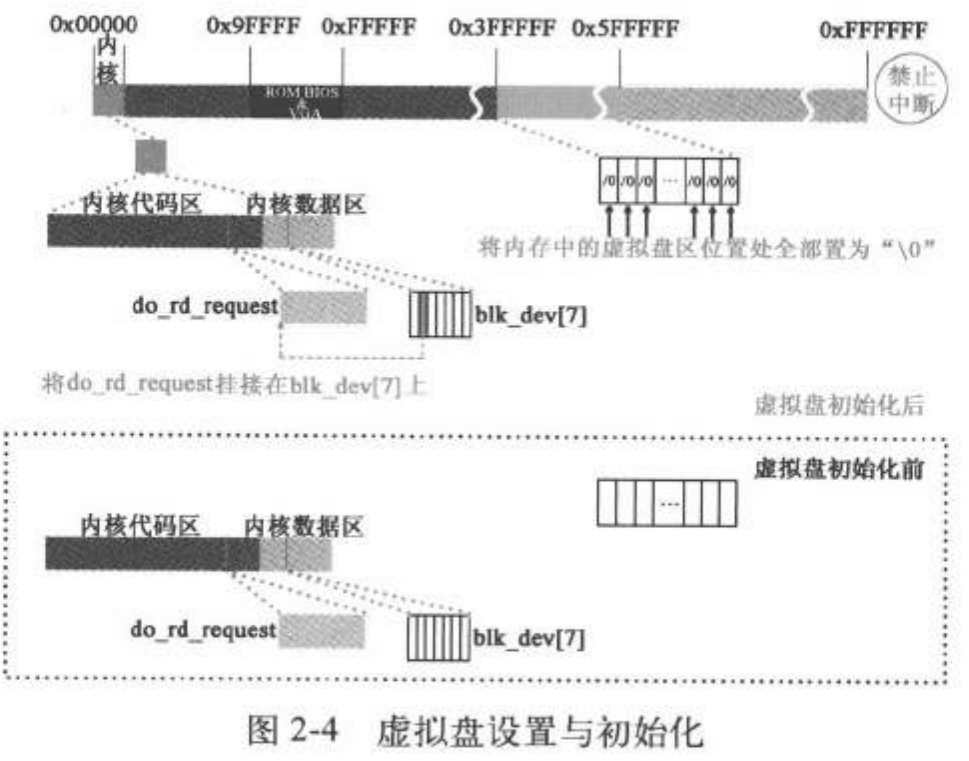 0x00000 0x9FFFF 0xFFFFF 0x3FFFFF 0x5FFFFF 0xFFFFFF
内核
ROM BIOS & VGA
禁止中断
/0 /0 /0 ··· /0 /0 /0
内核代码区 内核数据区
将内存中的虚拟盘区位置处全部置为“\0”
do_rd_request blk_dev[7]
将do_rd_request挂接在blk_dev[7]上
虚拟盘初始化后
虚拟盘初始化前
···
内核代码区 内核数据区
do_rd_request blk_dev[7]
图 2-4 虚拟盘设置与初始化